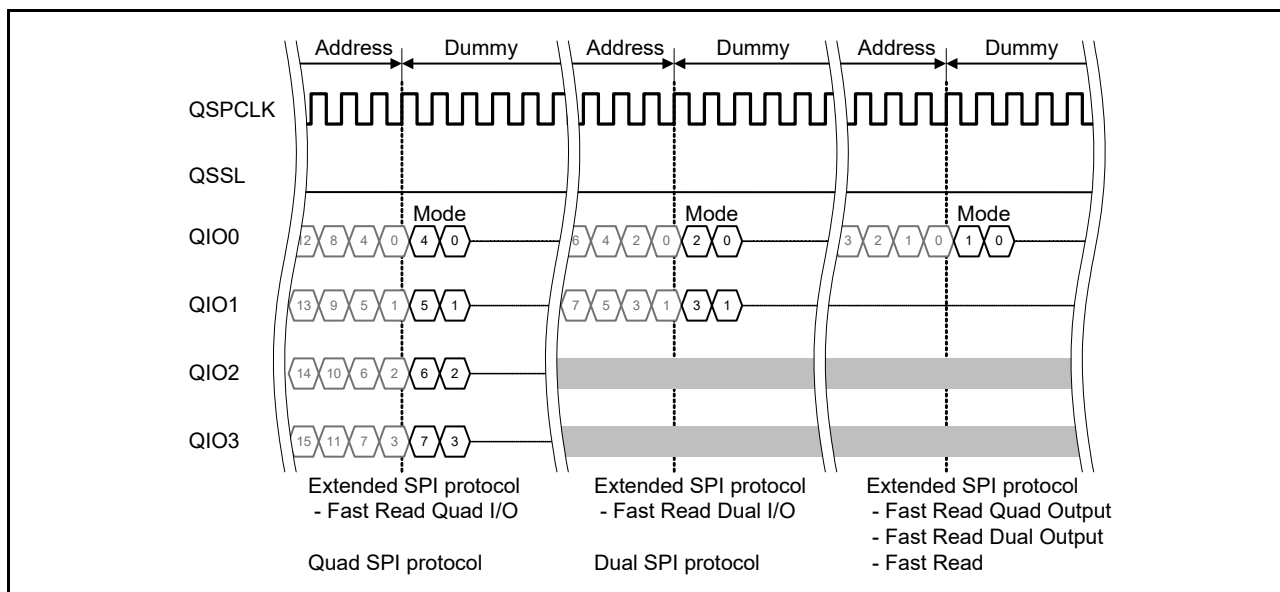 Address Dummy Address Dummy Address Dummy
QSPCLK
QSSL
Mode Mode Mode
QIO0 12 8 4 0 4 0 6 4 2 0 2 0 3 2 1 0 1 0
QIO1 13 9 5 1 5 1 7 5 3 1 3 1
QIO2 14 10 6 2 6 2
QIO3 15 11 7 3 7 3
Extended SPI protocol
- Fast Read Quad I/O
Quad SPI protocol
Extended SPI protocol
- Fast Read Dual I/O
Dual SPI protocol
Extended SPI protocol
- Fast Read Quad Output
- Fast Read Dual Output
- Fast Read